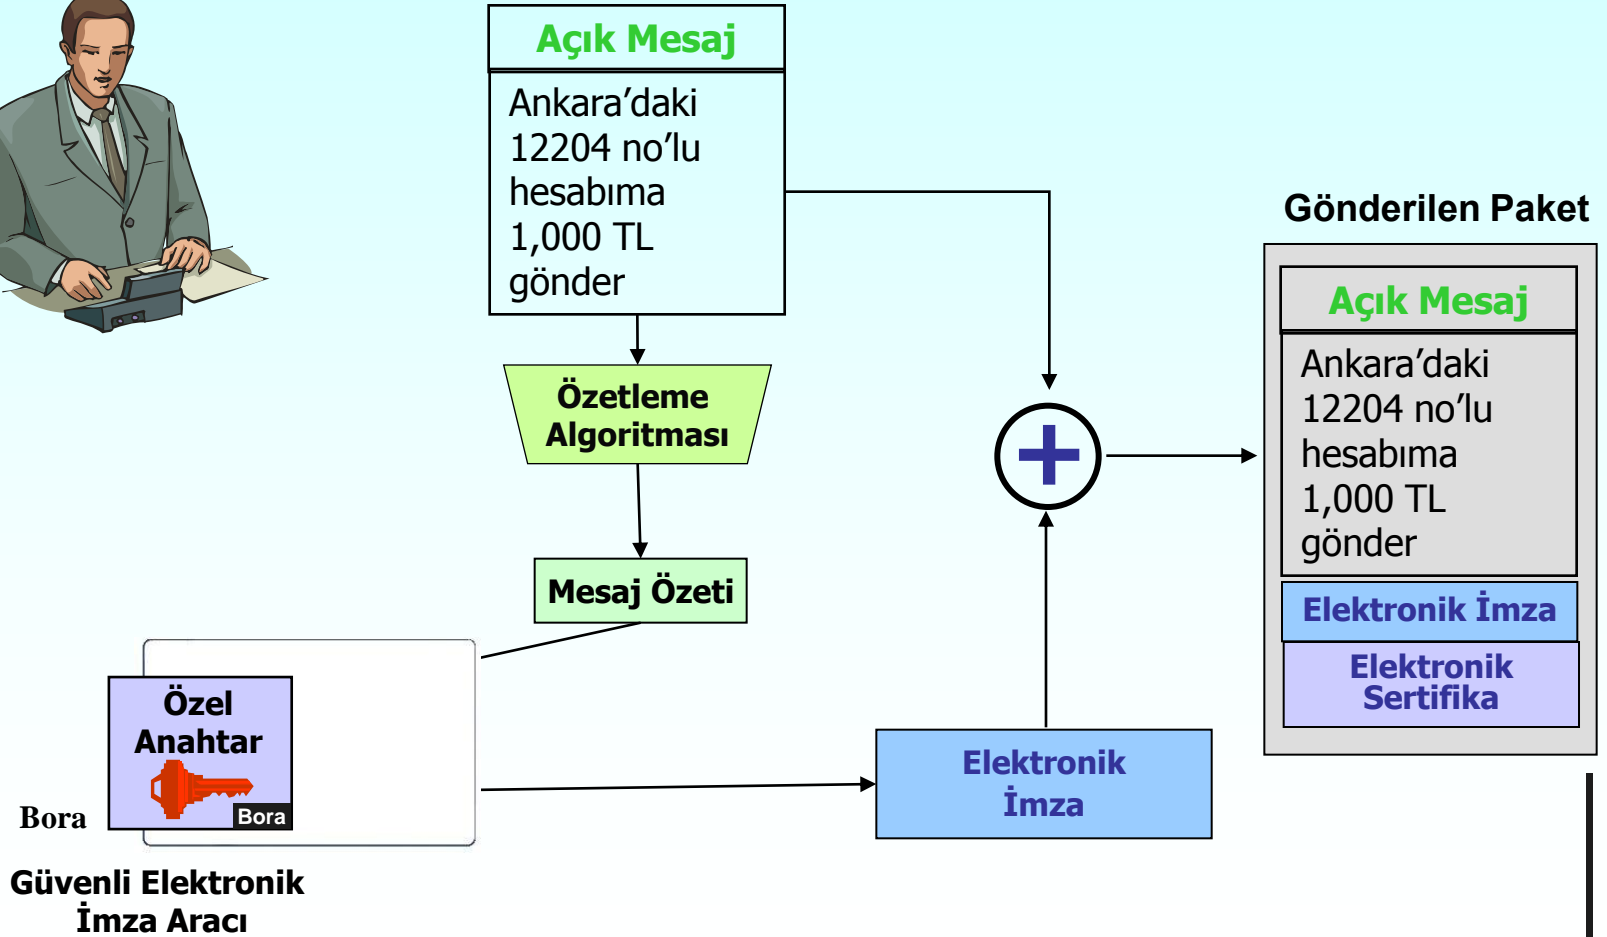 Açık Mesaj
Ankara’daki
12204 no’lu
hesabıma
1,000 TL
gönder
Özetleme
Algoritması
Mesaj Özeti
Özel
Anahtar
Bora
Bora
Güvenli Elektronik
İmza Aracı
Elektronik
İmza
Gönderilen Paket
Açık Mesaj
Ankara’daki
12204 no’lu
hesabıma
1,000 TL
gönder
Elektronik İmza
Elektronik
Sertifika